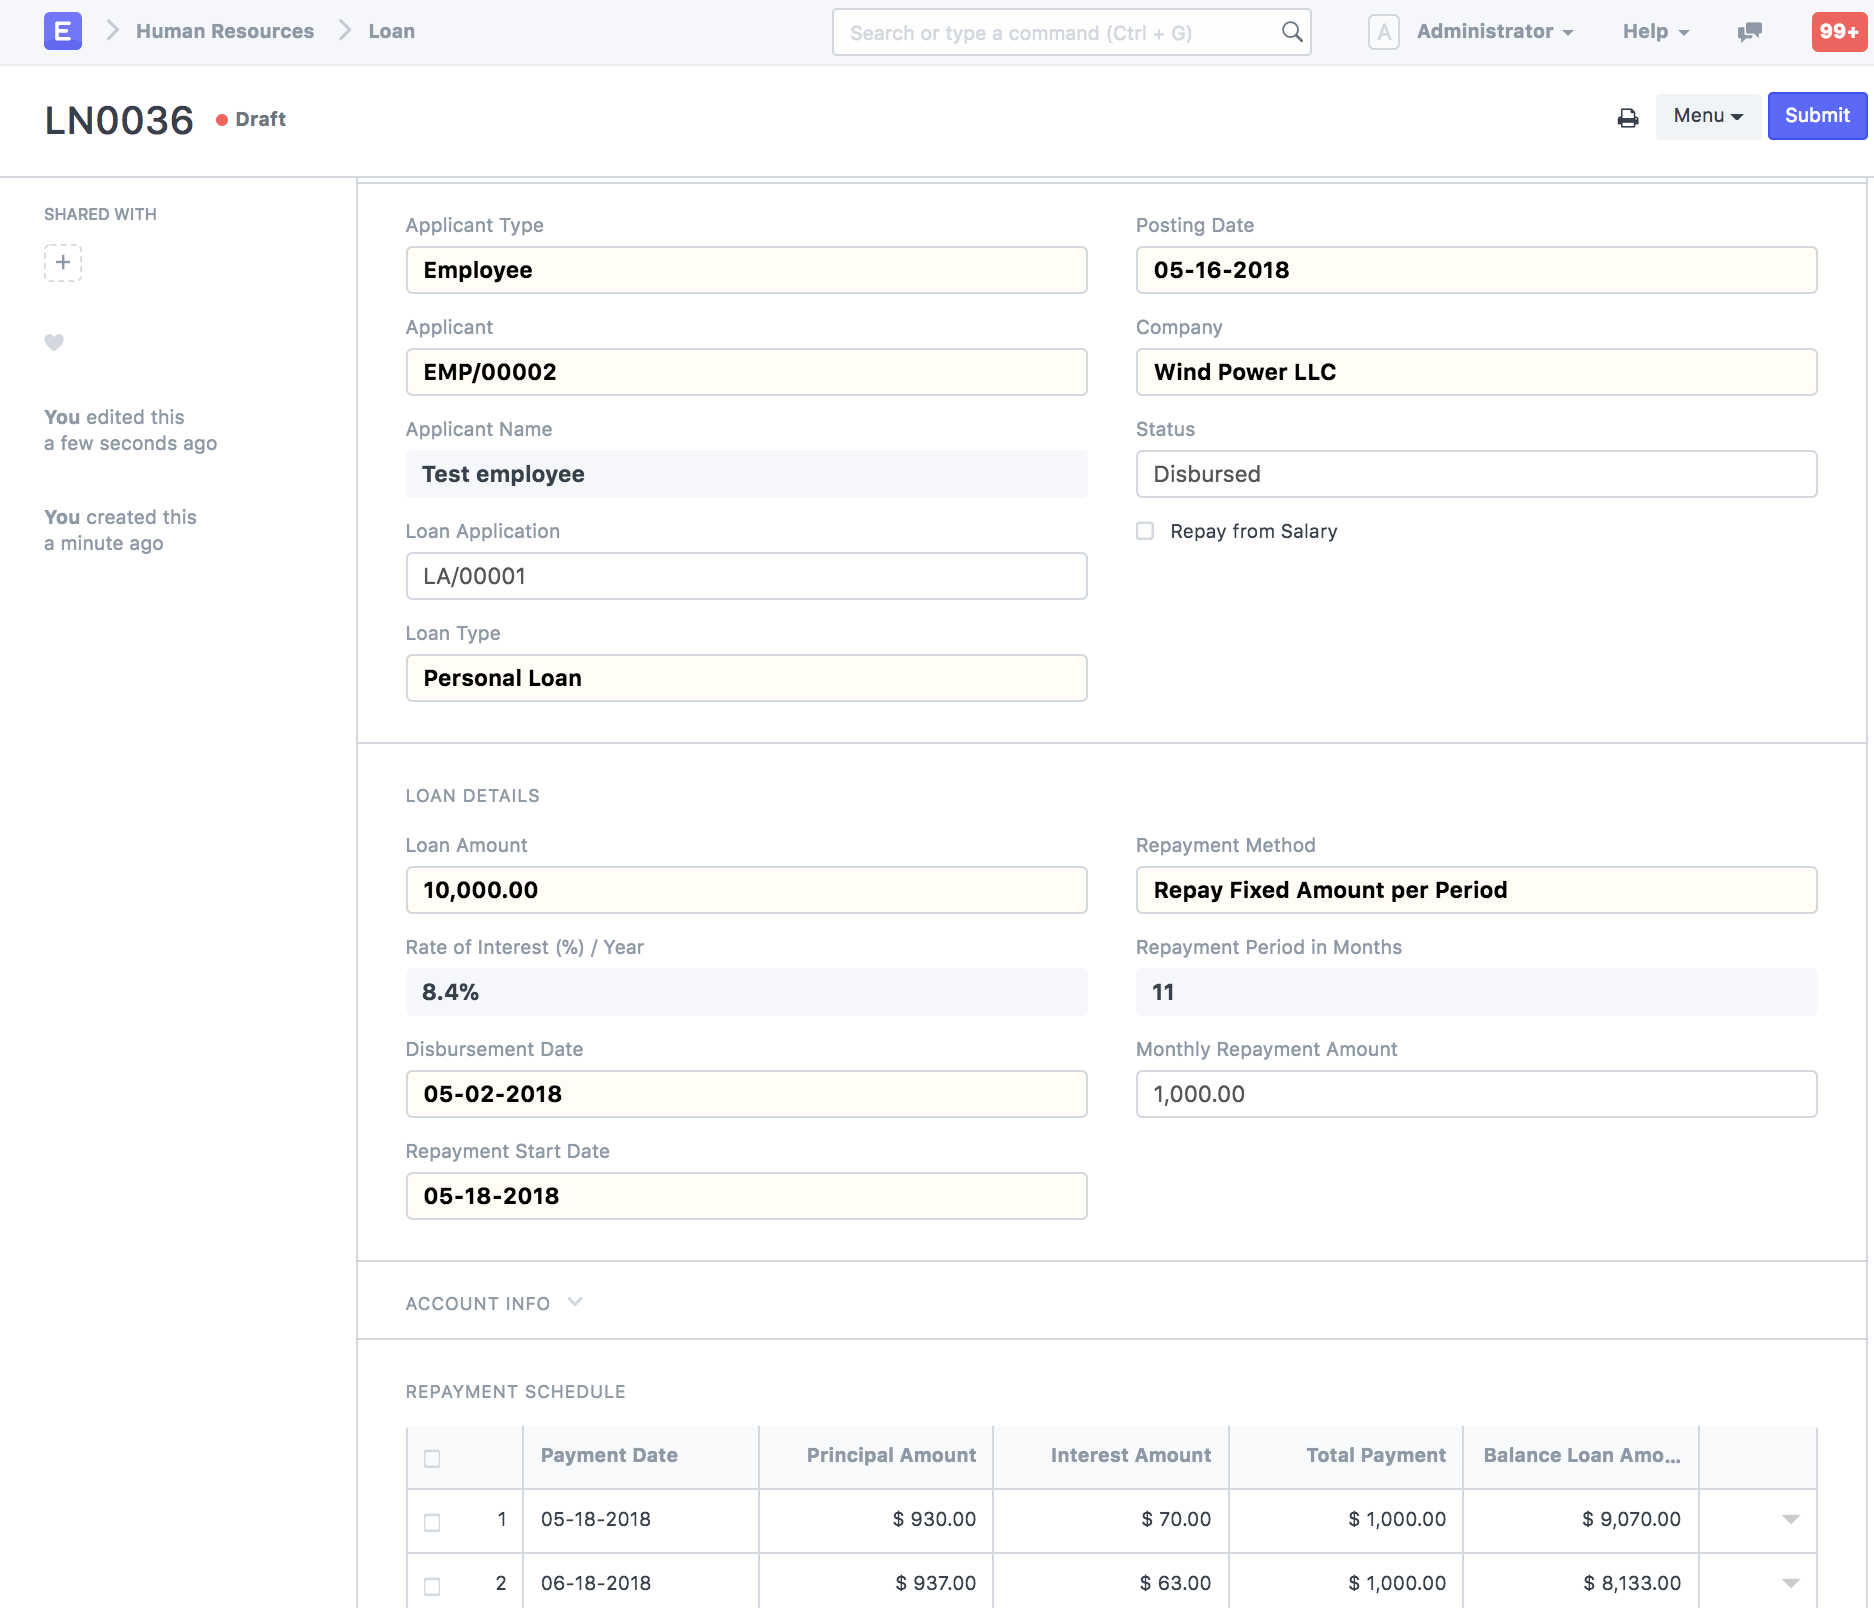 E Human Resources Loan Search or type a command (Ctrl + G) A Administrator Help 99+
LN0036 Draft Menu Submit
SHARED WITH
+
You edited this
a few seconds ago
You created this
a minute ago
Applicant Type
Employee
Applicant
EMP/00002
Applicant Name
Test employee
Loan Application
LA/00001
Loan Type
Personal Loan
Posting Date
05-16-2018
Company
Wind Power LLC
Status
Disbursed
Repay from Salary
LOAN DETAILS
Loan Amount
10,000.00
Rate of Interest (%) / Year
8.4%
Disbursement Date
05-02-2018
Repayment Start Date
05-18-2018
Repayment Method
Repay Fixed Amount per Period
Repayment Period in Months
11
Monthly Repayment Amount
1,000.00
ACCOUNT INFO
REPAYMENT SCHEDULE
Payment Date Principal Amount Interest Amount Total Payment Balance Loan Amo...
1 05-18-2018 $ 930.00 $ 70.00 $ 1,000.00 $ 9,070.00
2 06-18-2018 $ 937.00 $ 63.00 $ 1,000.00 $ 8,133.00